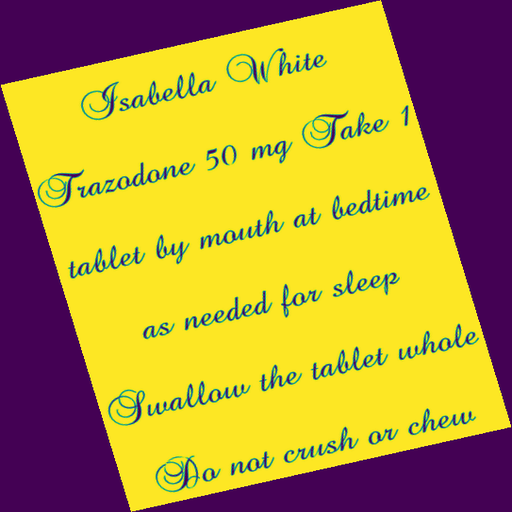 Isabella White
Trazodone 50 mg Take 1
tablet by mouth at bedtime
as needed for sleep
Swallow the tablet whole
Do not crush or chew